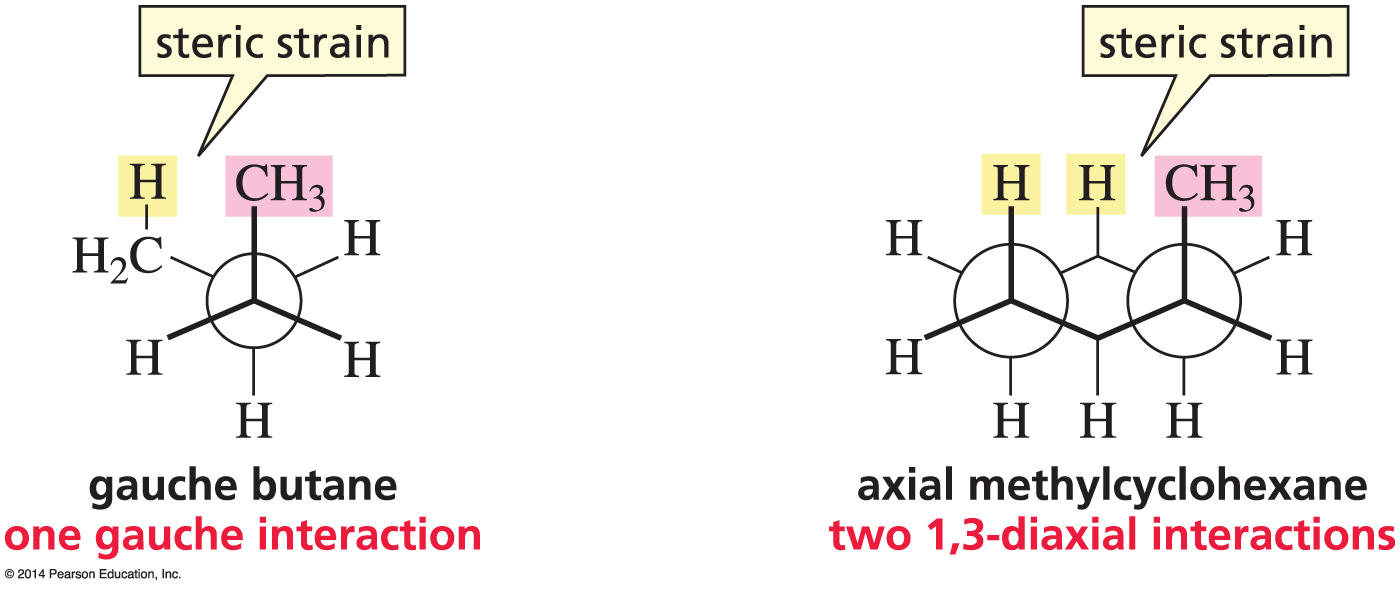 steric strain
steric strain
H CH₃
H₂C H
H H
H
H H CH₃
H H
H H
H H H
gauche butane
one gauche interaction
axial methylcyclohexane
two 1,3-diaxial interactions
© 2014 Pearson Education, Inc.